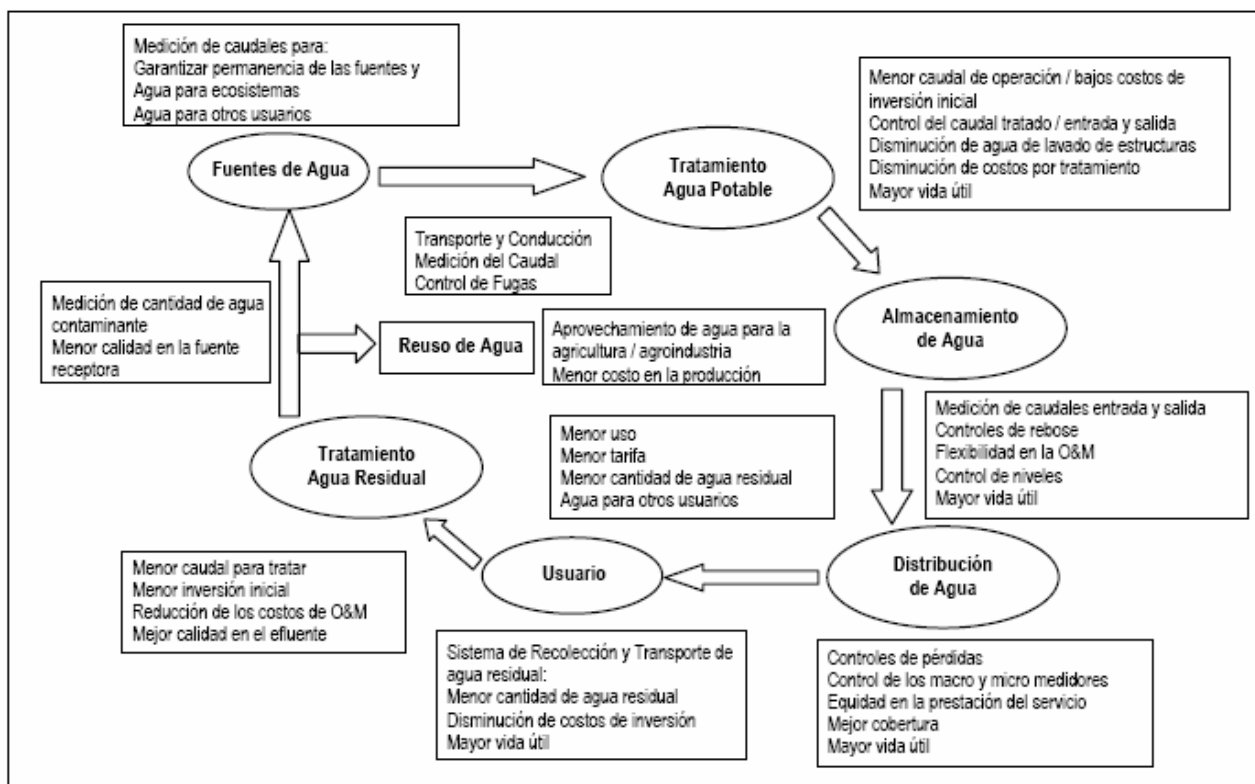 Medición de caudales para:
Garantizar permanencia de las fuentes y
Agua para ecosistemas
Agua para otros usuarios
Fuentes de Agua
Tratamiento
Agua Potable
Menor caudal de operación / bajos costos de
inversión inicial
Control del caudal tratado / entrada y salida
Disminución de agua de lavado de estructuras
Disminución de costos por tratamiento
Mayor vida útil
Transporte y Conducción
Medición del Caudal
Control de Fugas
Medición de cantidad de agua
contaminante
Menor calidad en la fuente
receptora
Reuso de Agua
Aprovechamiento de agua para la
agricultura / agroindustria
Menor costo en la producción
Almacenamiento
de Agua
Medición de caudales entrada y salida
Controles de rebose
Flexibilidad en la O&M
Control de niveles
Mayor vida útil
Tratamiento
Agua Residual
Menor uso
Menor tarifa
Menor cantidad de agua residual
Agua para otros usuarios
Menor caudal para tratar
Menor inversión inicial
Reducción de los costos de O&M
Mejor calidad en el efluente
Usuario
Distribución
de Agua
Sistema de Recolección y Transporte de
agua residual:
Menor cantidad de agua residual
Disminución de costos de inversión
Mayor vida útil
Controles de pérdidas
Control de los macro y micro medidores
Equidad en la prestación del servicio
Mejor cobertura
Mayor vida útil